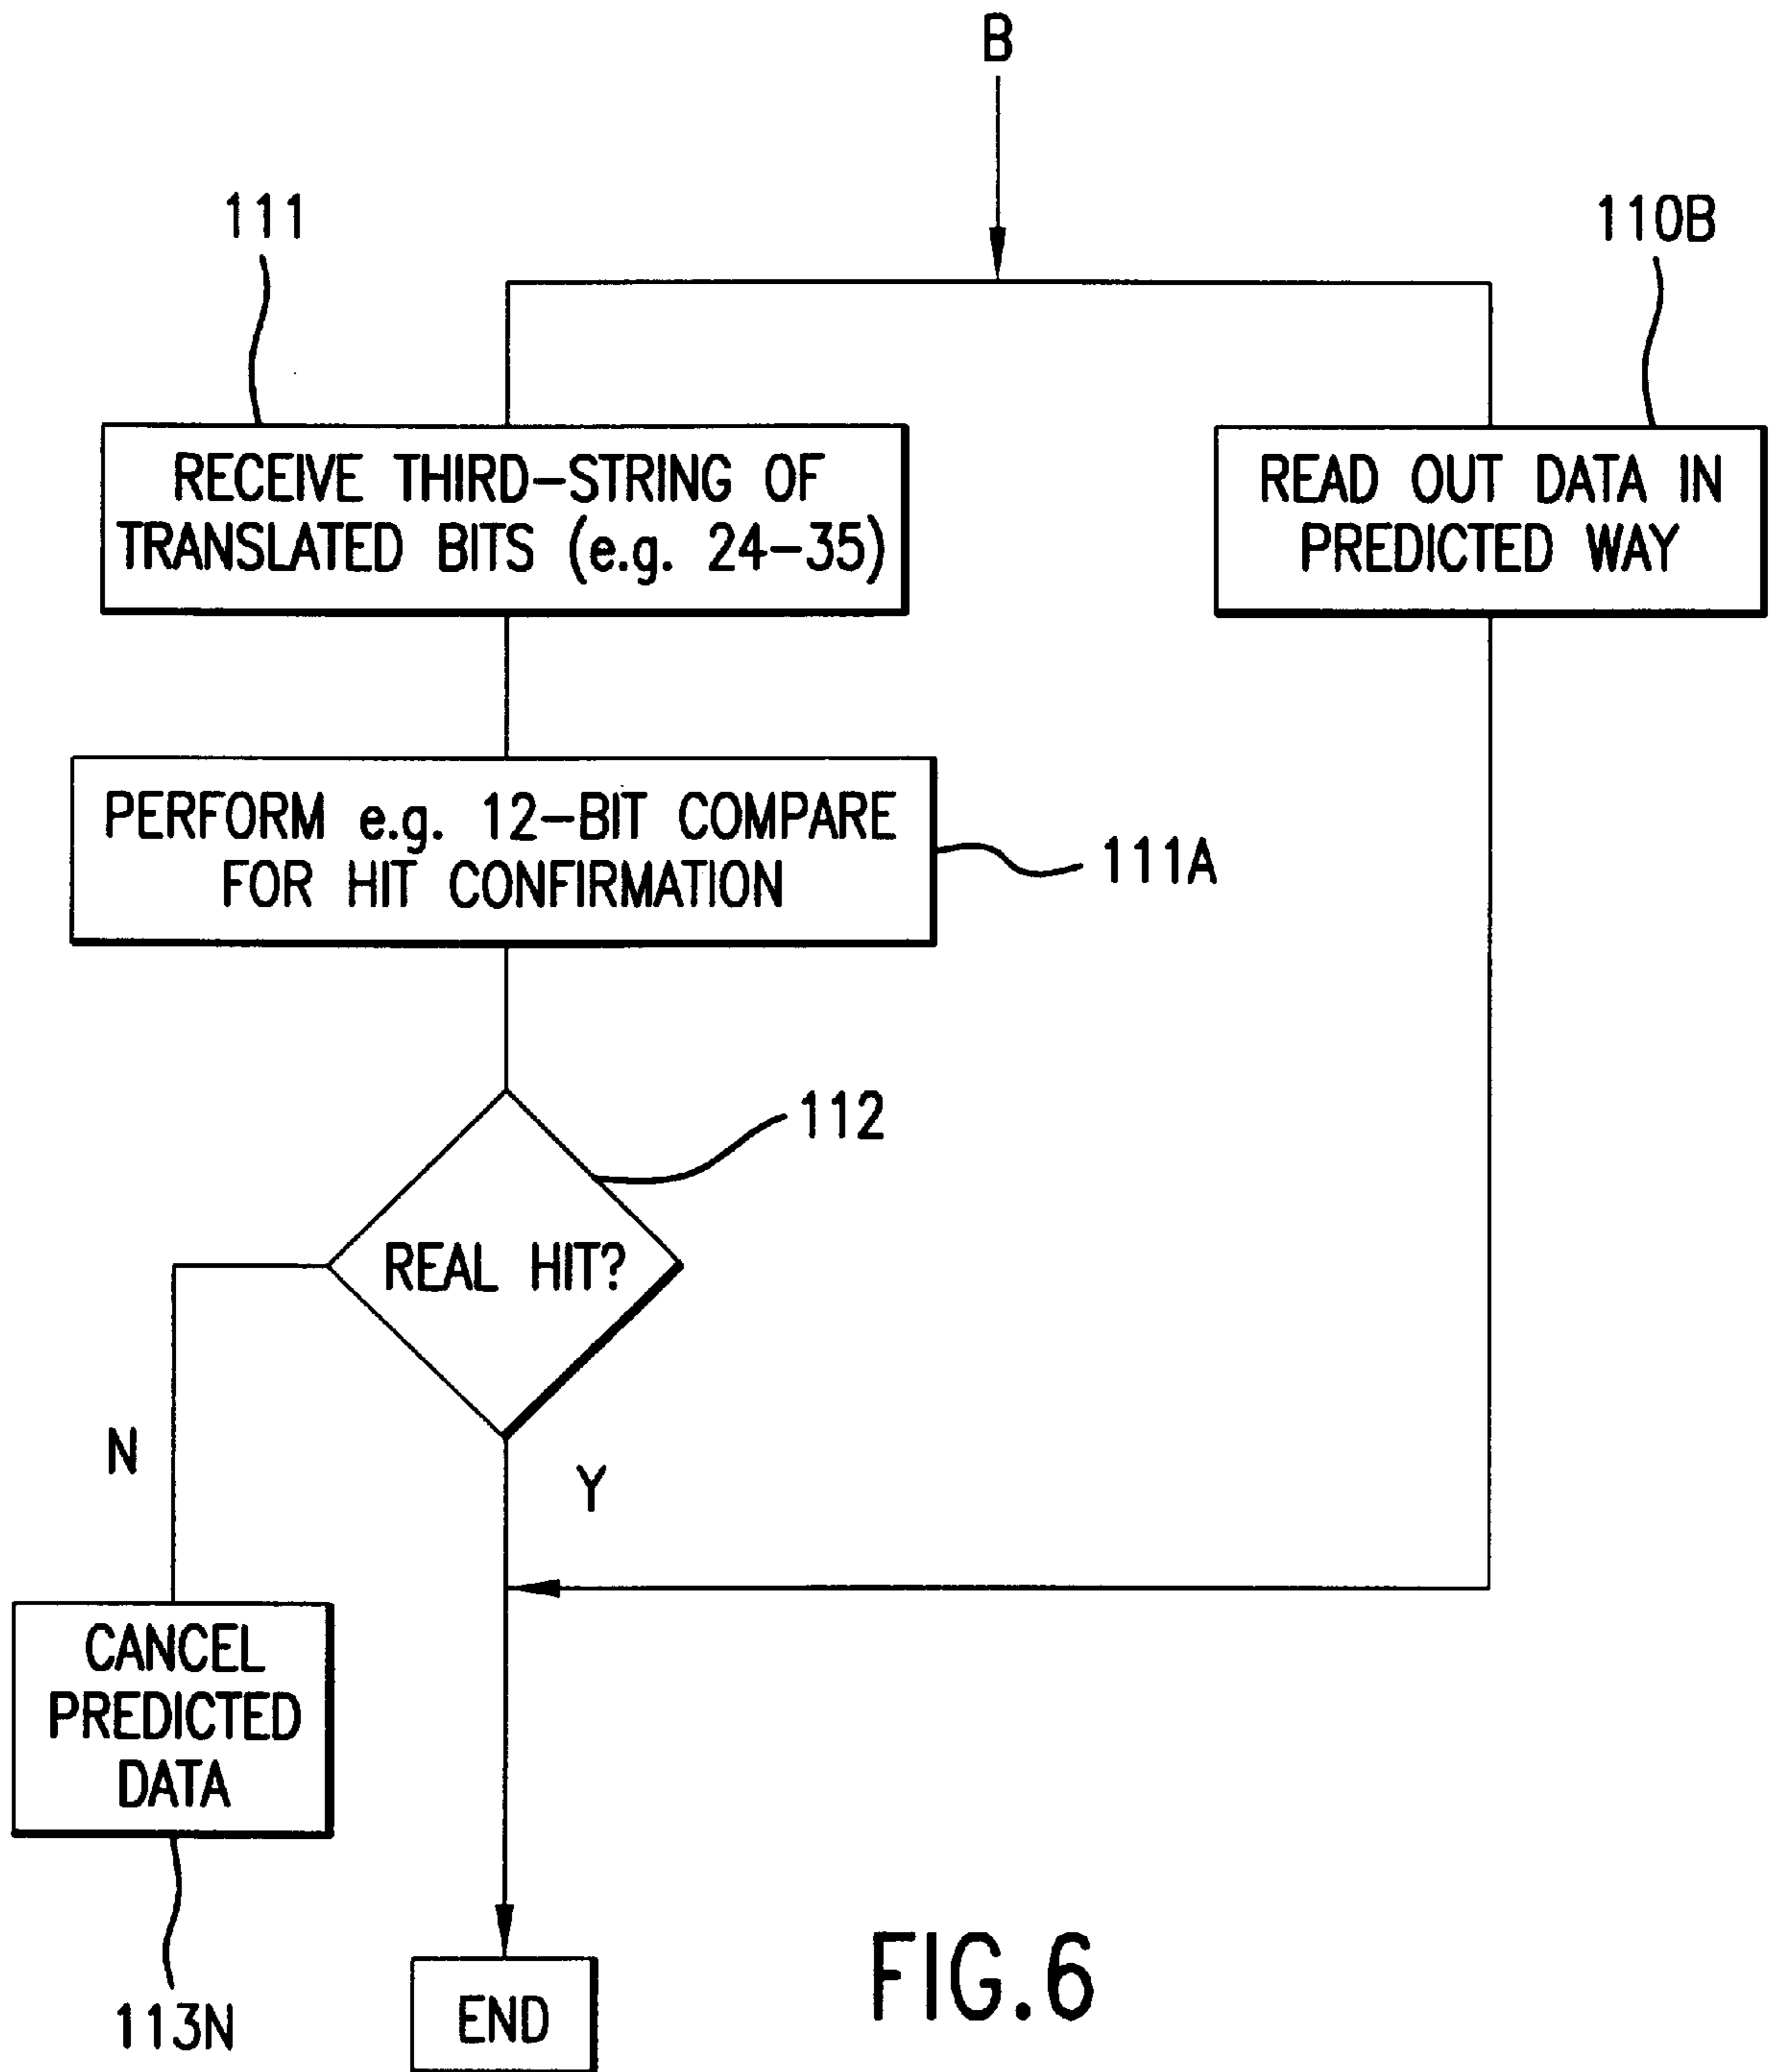 B
111
110B
RECEIVE THIRD-STRING OF
TRANSLATED BITS (e.g. 24-35)
READ OUT DATA IN
PREDICTED WAY
PERFORM e.g. 12-BIT COMPARE
FOR HIT CONFIRMATION
111A
112
REAL HIT?
N
Y
CANCEL
PREDICTED
DATA
113N
END
FIG.6